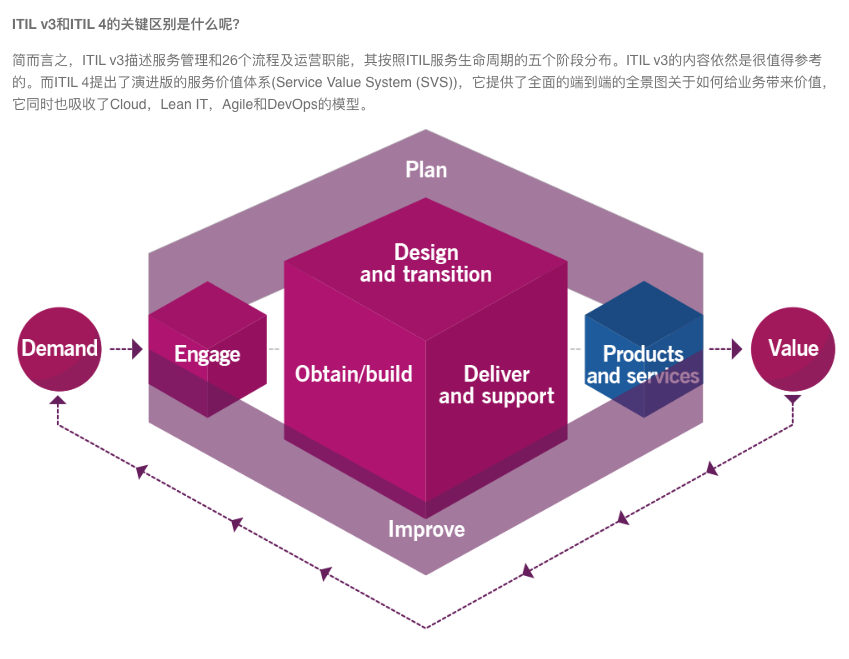 ITIL v3和ITIL 4的关键区别是什么呢?
简而言之，ITIL v3描述服务管理和26个流程及运营职能，其按照ITIL服务生命周期的五个阶段分布。ITIL v3的内容依然是很值得参考
的。而ITIL 4提出了演进版的服务价值体系(Service Value System (SVS))，它提供了全面的端到端的全景图关于如何给业务带来价值，
它同时也吸收了Cloud，Lean IT，Agile和DevOps的模型。
Plan
Design
and transition
Demand
Engage
Obtain/build
Deliver
and support
Products
and services
Value
Improve